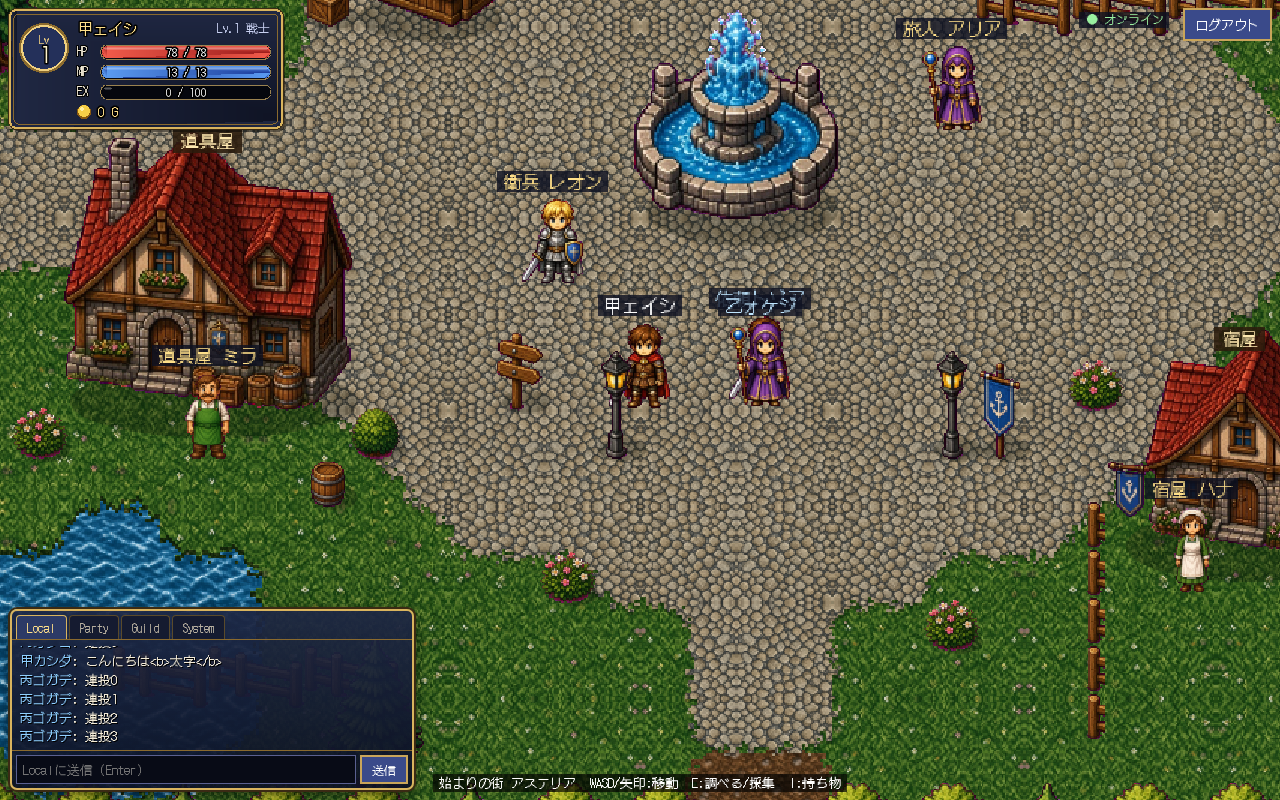 Lv
1
甲ェイシ
Lv.1 戦士
HP 78 / 78
MP 13 / 13
EX 0 / 100
0 G
旅人 アリア
オンライン
ログアウト
道具屋
衛兵 レオン
甲ェイシ
乙ォケジ
道具屋 ミラ
宿屋
宿屋 ハナ
Local Party Guild System
甲カシダ: こんにちは<b>太字</b>
丙ゴガデ: 連投0
丙ゴガデ: 連投1
丙ゴガデ: 連投2
丙ゴガデ: 連投3
Localに送信 (Enter)
送信
始まりの街 アステリア WASD/矢印:移動 E:調べる/採集 I:持ち物